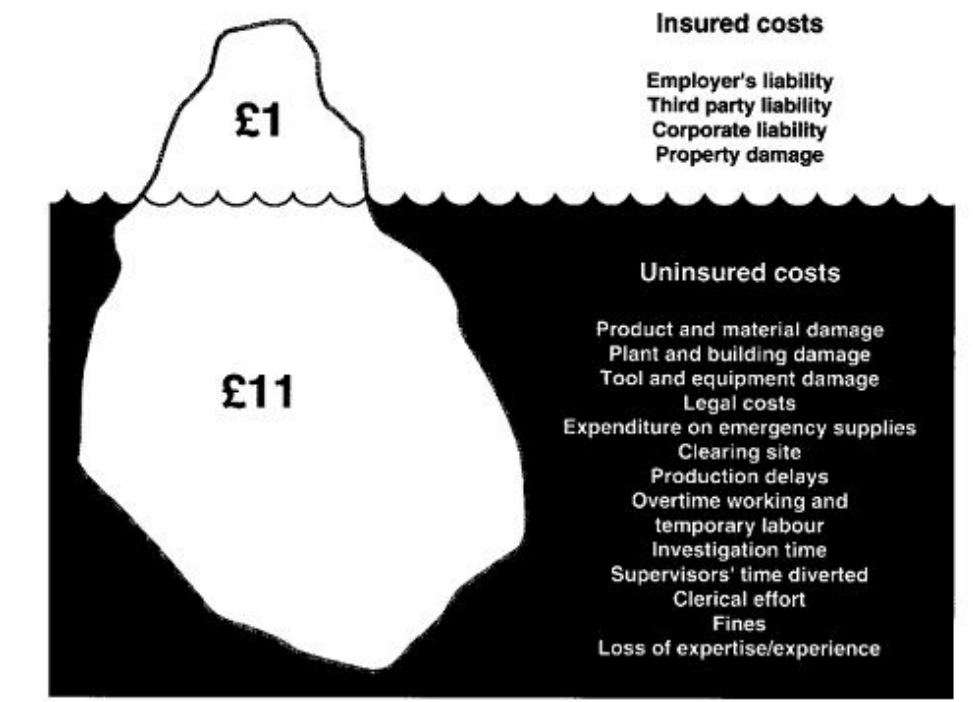 Insured costs
Employer's liability
Third party liability
Corporate liability
Property damage
£1
Uninsured costs
Product and material damage
Plant and building damage
Tool and equipment damage
Legal costs
Expenditure on emergency supplies
Clearing site
Production delays
Overtime working and
temporary labour
Investigation time
Supervisors' time diverted
Clerical effort
Fines
Loss of expertise/experience
£11